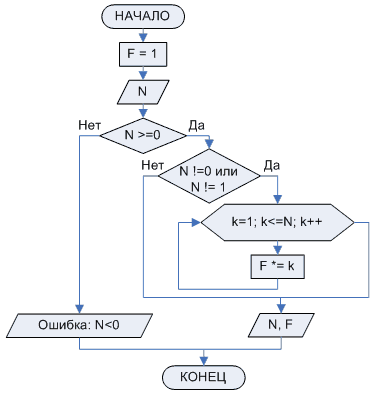 НАЧАЛО
F = 1
N
N >=0
Нет
Да
N !=0 или
N != 1
Нет
Да
k=1; k<=N; k++
F *= k
Ошибка: N<0
N, F
КОНЕЦ